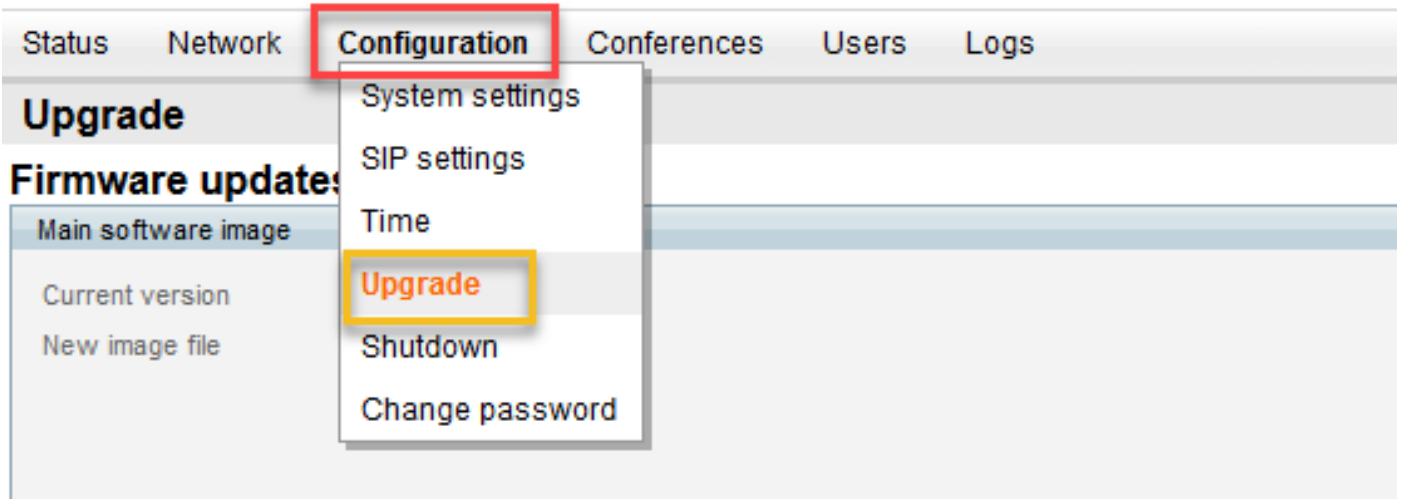 Status Network Configuration Conferences Users Logs
Upgrade
System settings
Firmware updates
SIP settings
Main software image
Time
Current version
Upgrade
New image file
Shutdown
Change password